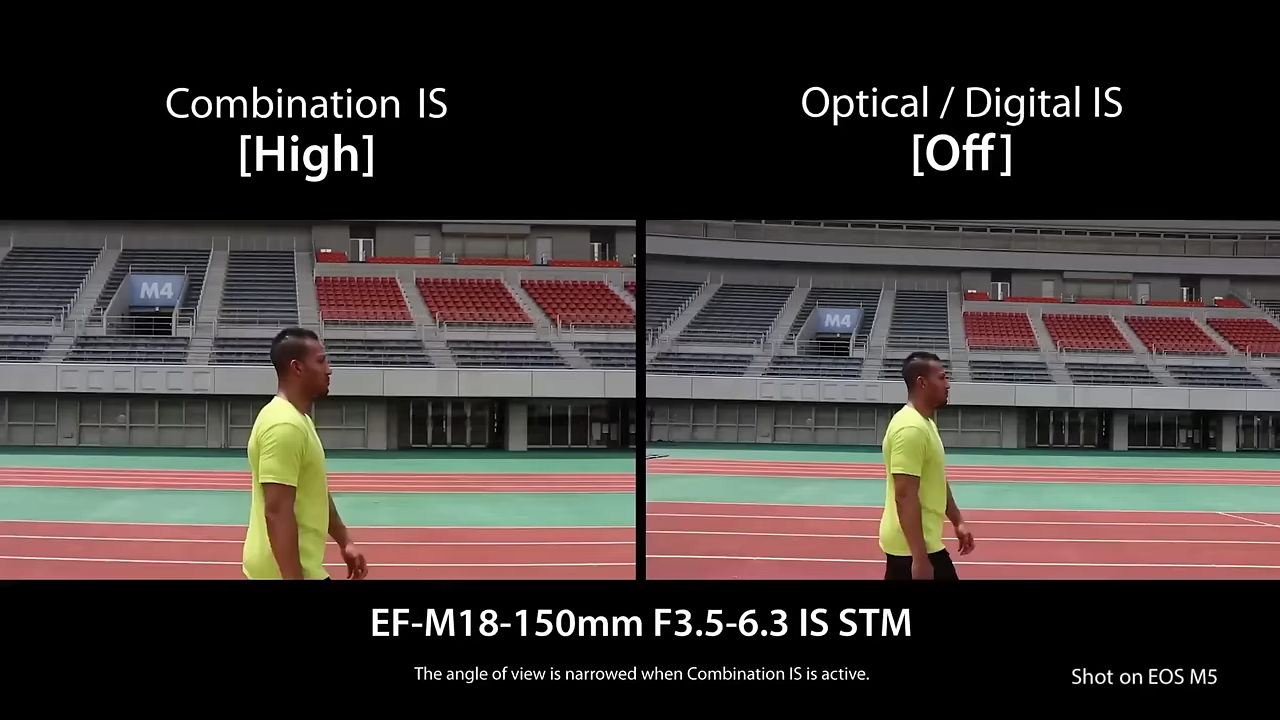 Combination IS
[High]
Optical / Digital IS
[Off]
M4
M4
EF-M18-150mm F3.5-6.3 IS STM
The angle of view is narrowed when Combination IS is active.
Shot on EOS M5